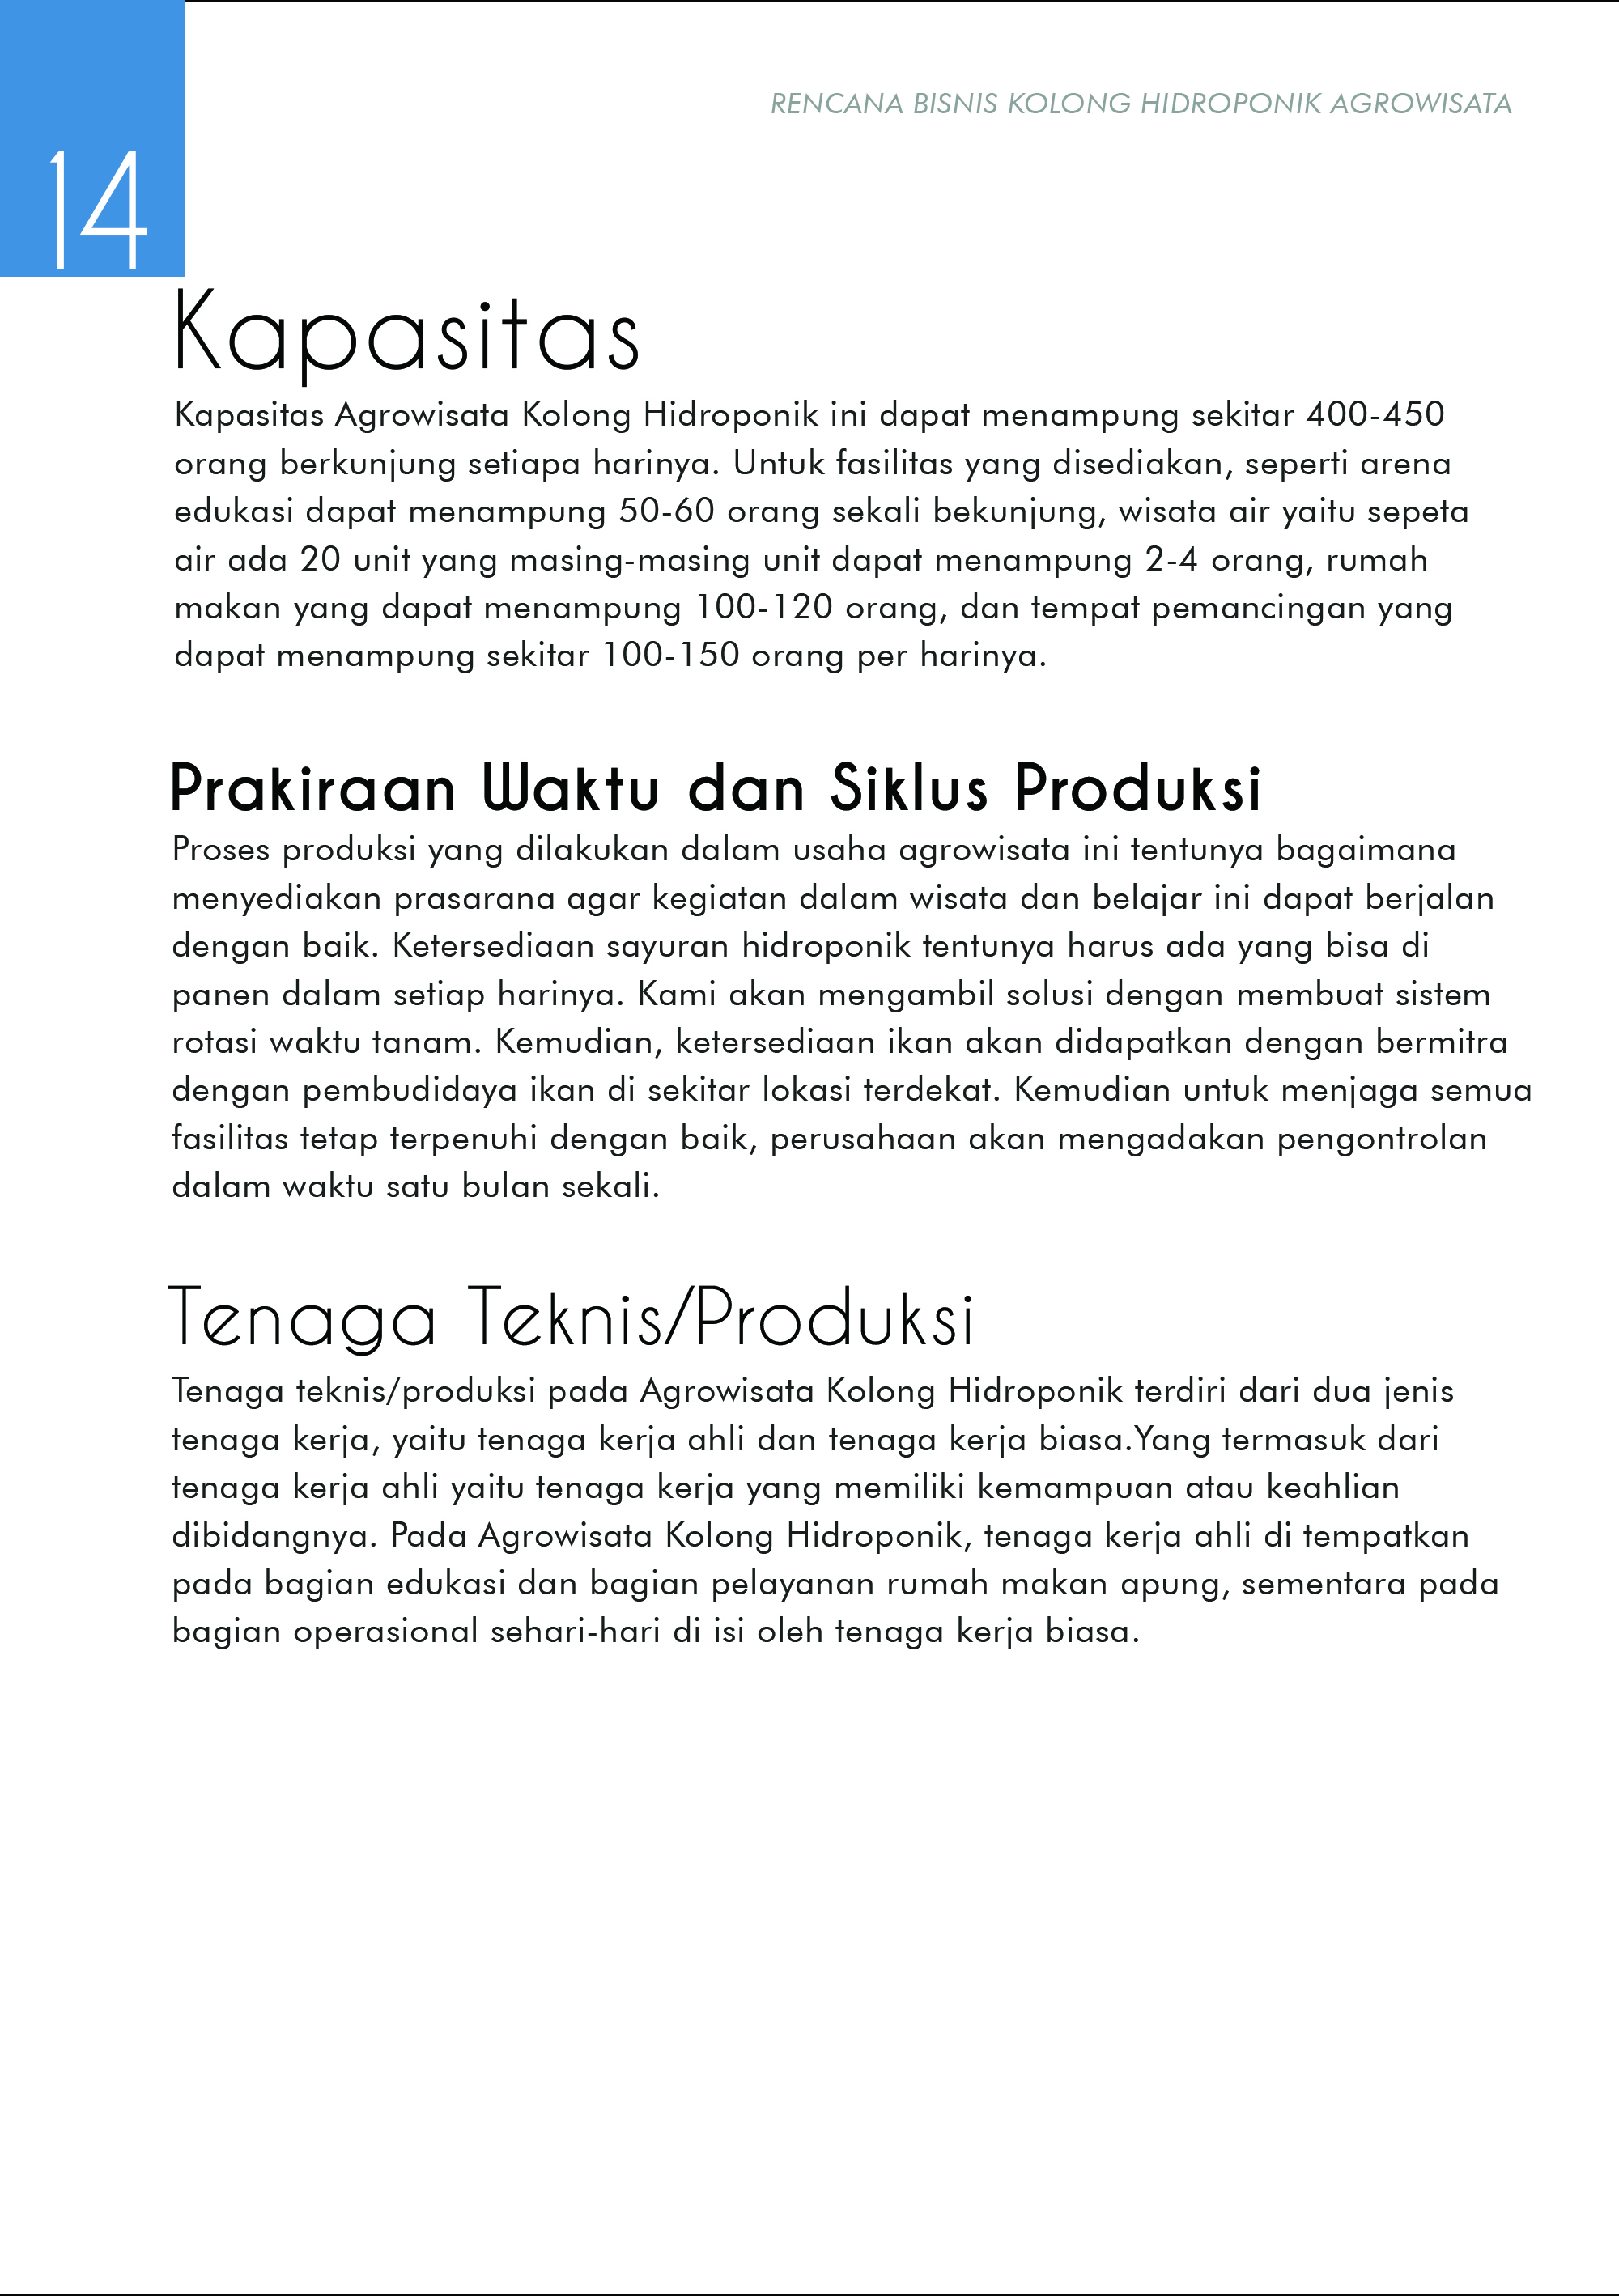 RENCANA BISNIS KOLONG HIDROPONIK AGROWISATA
14
Kapasitas
Kapasitas Agrowisata Kolong Hidroponik ini dapat menampung sekitar 400-450
orang berkunjung setiapa harinya. Untuk fasilitas yang disediakan, seperti arena
edukasi dapat menampung 50-60 orang sekali bekunjung, wisata air yaitu sepeta
air ada 20 unit yang masing-masing unit dapat menampung 2-4 orang, rumah
makan yang dapat menampung 100-120 orang, dan tempat pemancingan yang
dapat menampung sekitar 100-150 orang per harinya.
Prakiraan Waktu dan Siklus Produksi
Proses produksi yang dilakukan dalam usaha agrowisata ini tentunya bagaimana
menyediakan prasarana agar kegiatan dalam wisata dan belajar ini dapat berjalan
dengan baik. Ketersediaan sayuran hidroponik tentunya harus ada yang bisa di
panen dalam setiap harinya. Kami akan mengambil solusi dengan membuat sistem
rotasi waktu tanam. Kemudian, ketersediaan ikan akan didapatkan dengan bermitra
dengan pembudidaya ikan di sekitar lokasi terdekat. Kemudian untuk menjaga semua
fasilitas tetap terpenuhi dengan baik, perusahaan akan mengadakan pengontrolan
dalam waktu satu bulan sekali.
Tenaga Teknis/Produksi
Tenaga teknis/produksi pada Agrowisata Kolong Hidroponik terdiri dari dua jenis
tenaga kerja, yaitu tenaga kerja ahli dan tenaga kerja biasa.Yang termasuk dari
tenaga kerja ahli yaitu tenaga kerja yang memiliki kemampuan atau keahlian
dibidangnya. Pada Agrowisata Kolong Hidroponik, tenaga kerja ahli di tempatkan
pada bagian edukasi dan bagian pelayanan rumah makan apung, sementara pada
bagian operasional sehari-hari di isi oleh tenaga kerja biasa.